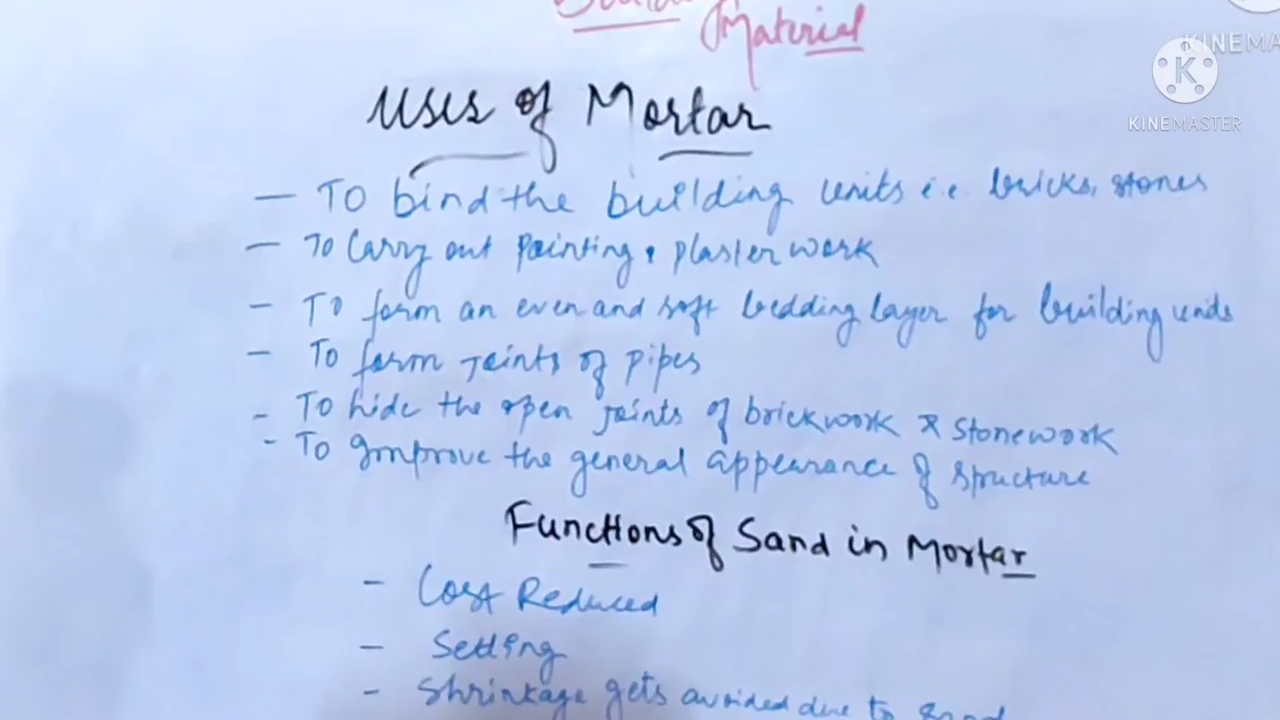 Material
KINEMA
KINEMASTER
Uses of Mortar
— To bind the building units i.e. bricks, stones
— To Carry out Painting & plaster work
- To form an even and soft bedding layer for building units
- To form Joints of Pipes
- To hide the open joints of brickwork & stonework
- To Improve the general appearance of structure
Functions of Sand in Mortar
- Cost Reduced
- Setting
- Shrinkage gets avoided due to sand